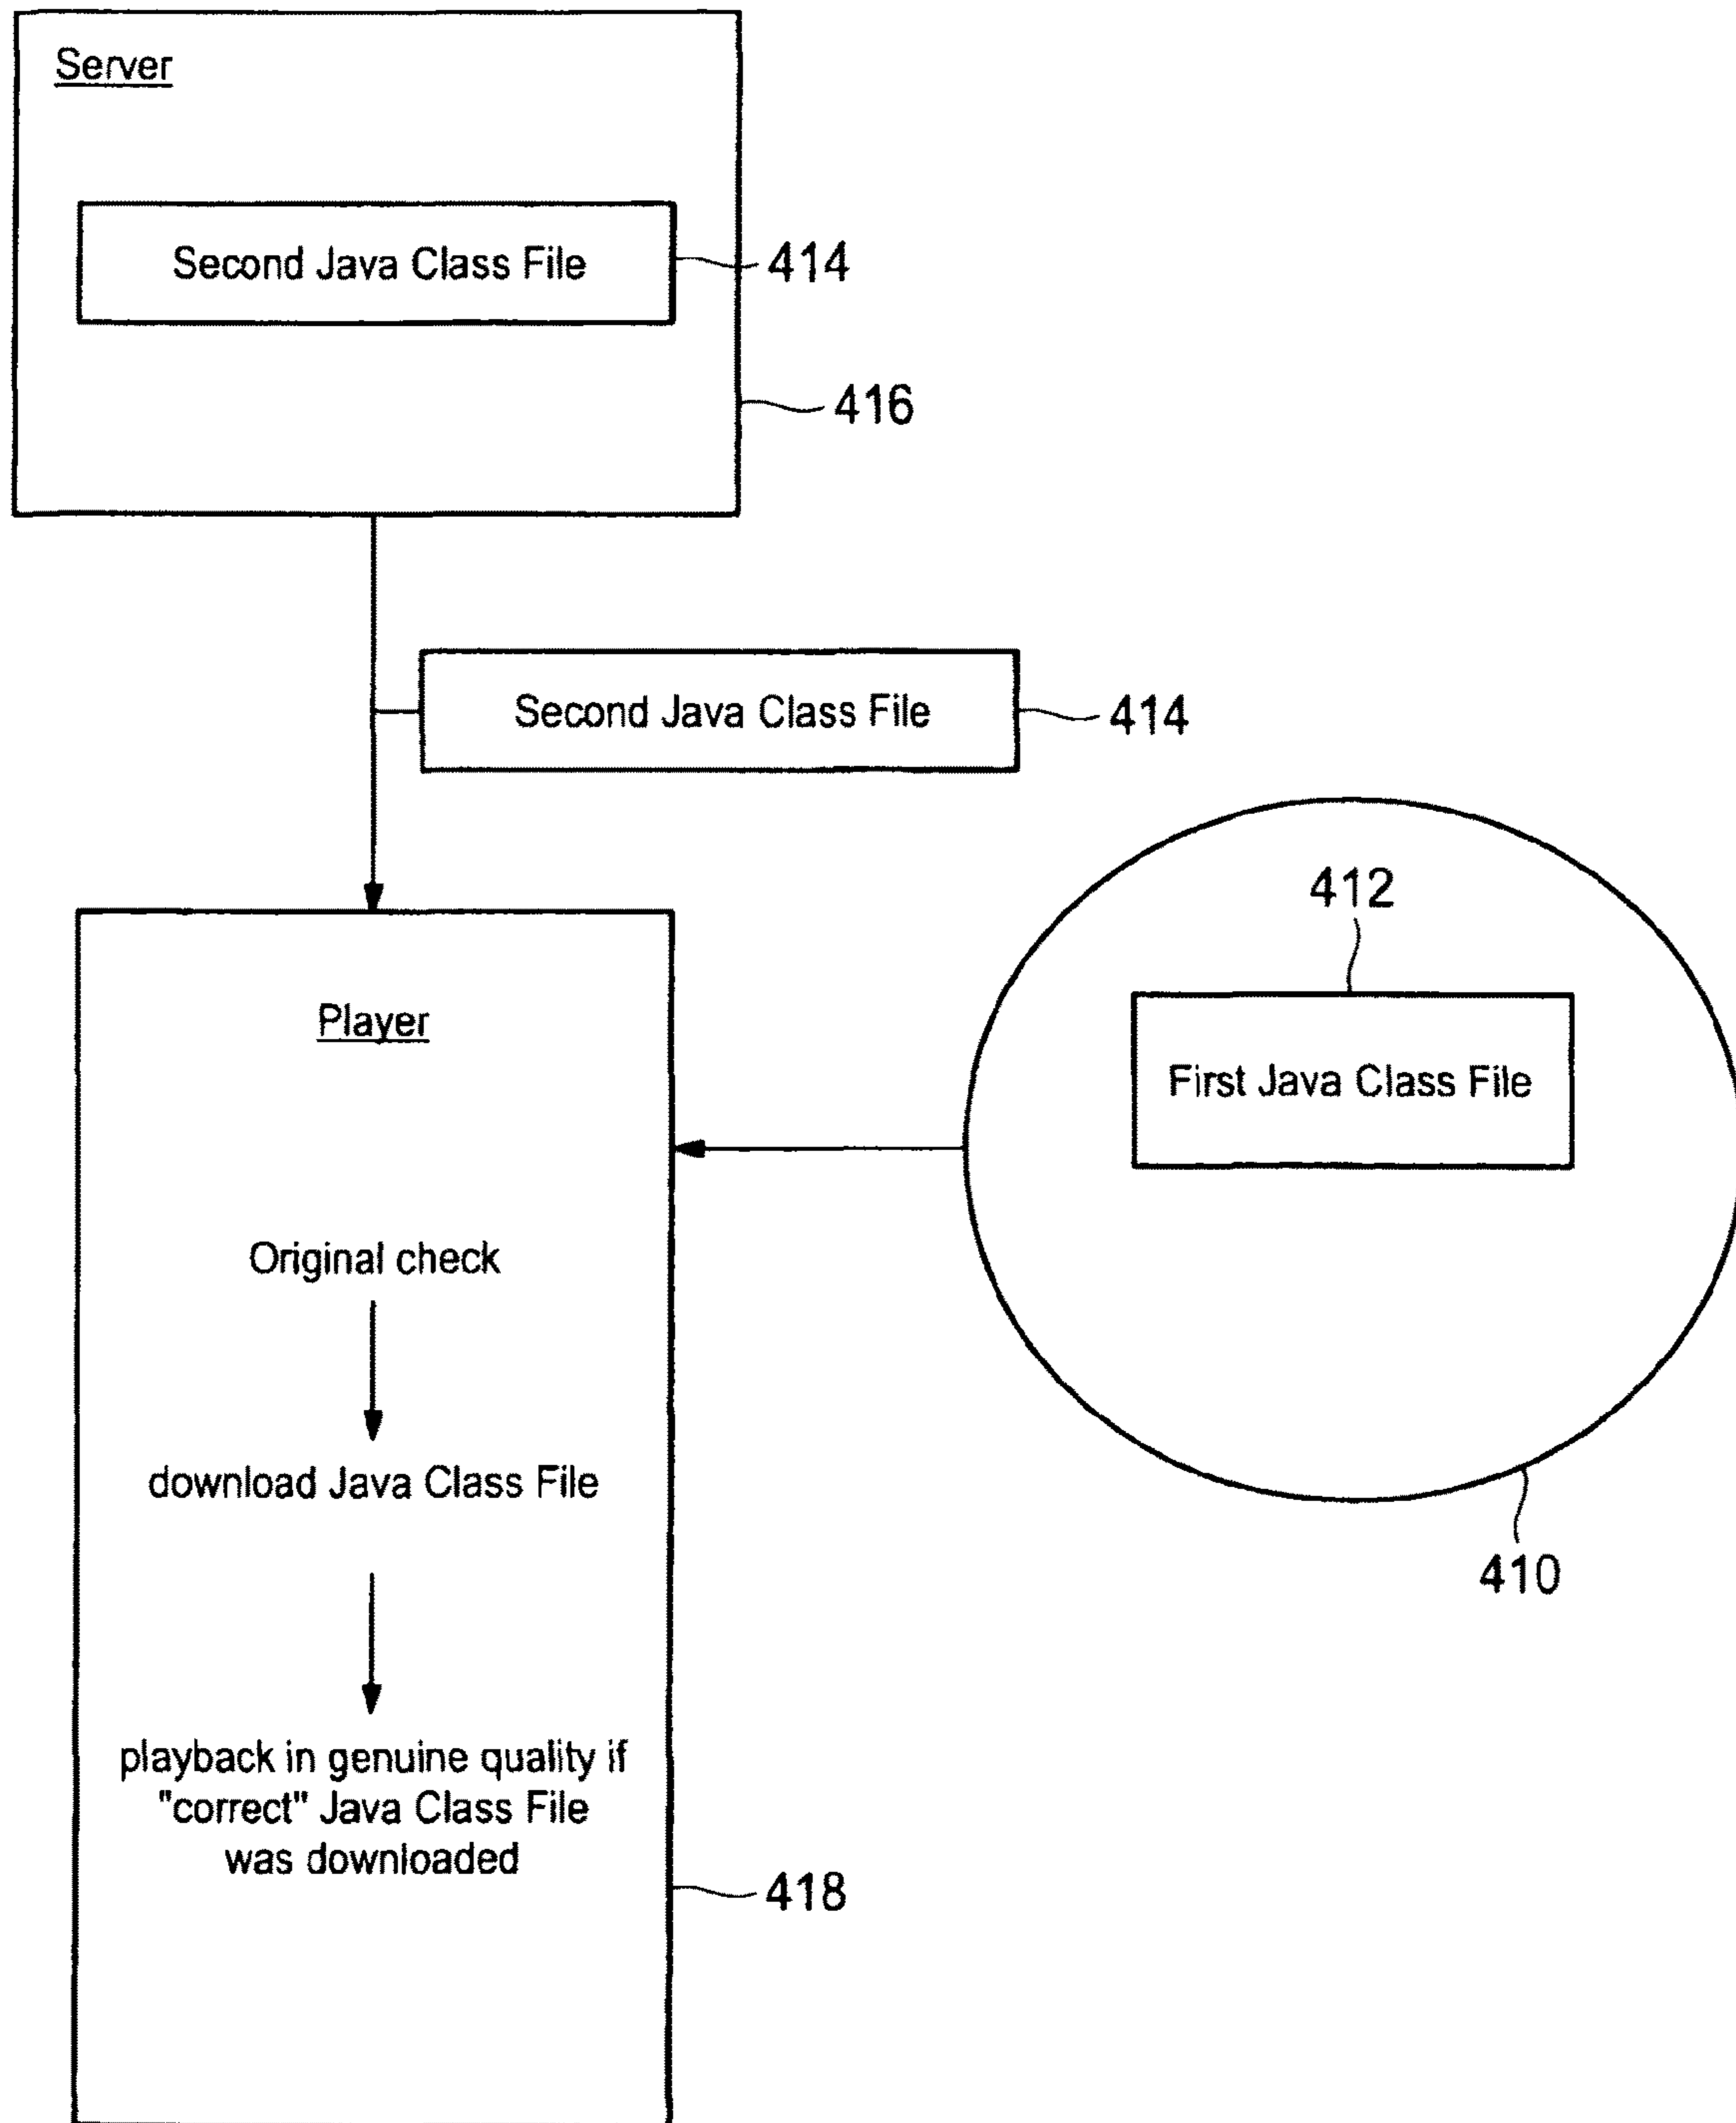 Server
Second Java Class File
414
416
Second Java Class File
414
412
First Java Class File
410
Player
Original check
download Java Class File
playback in genuine quality if
"correct" Java Class File
was downloaded
418